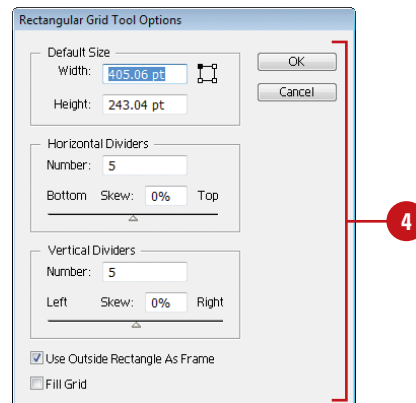 Rectangular Grid Tool Options
Default Size
Width: 405.06 pt
OK
Height: 243.04 pt
Cancel
Horizontal Dividers
Number: 5
Bottom Skew: 0% Top
4
Vertical Dividers
Number: 5
Left Skew: 0% Right
Use Outside Rectangle As Frame
Fill Grid